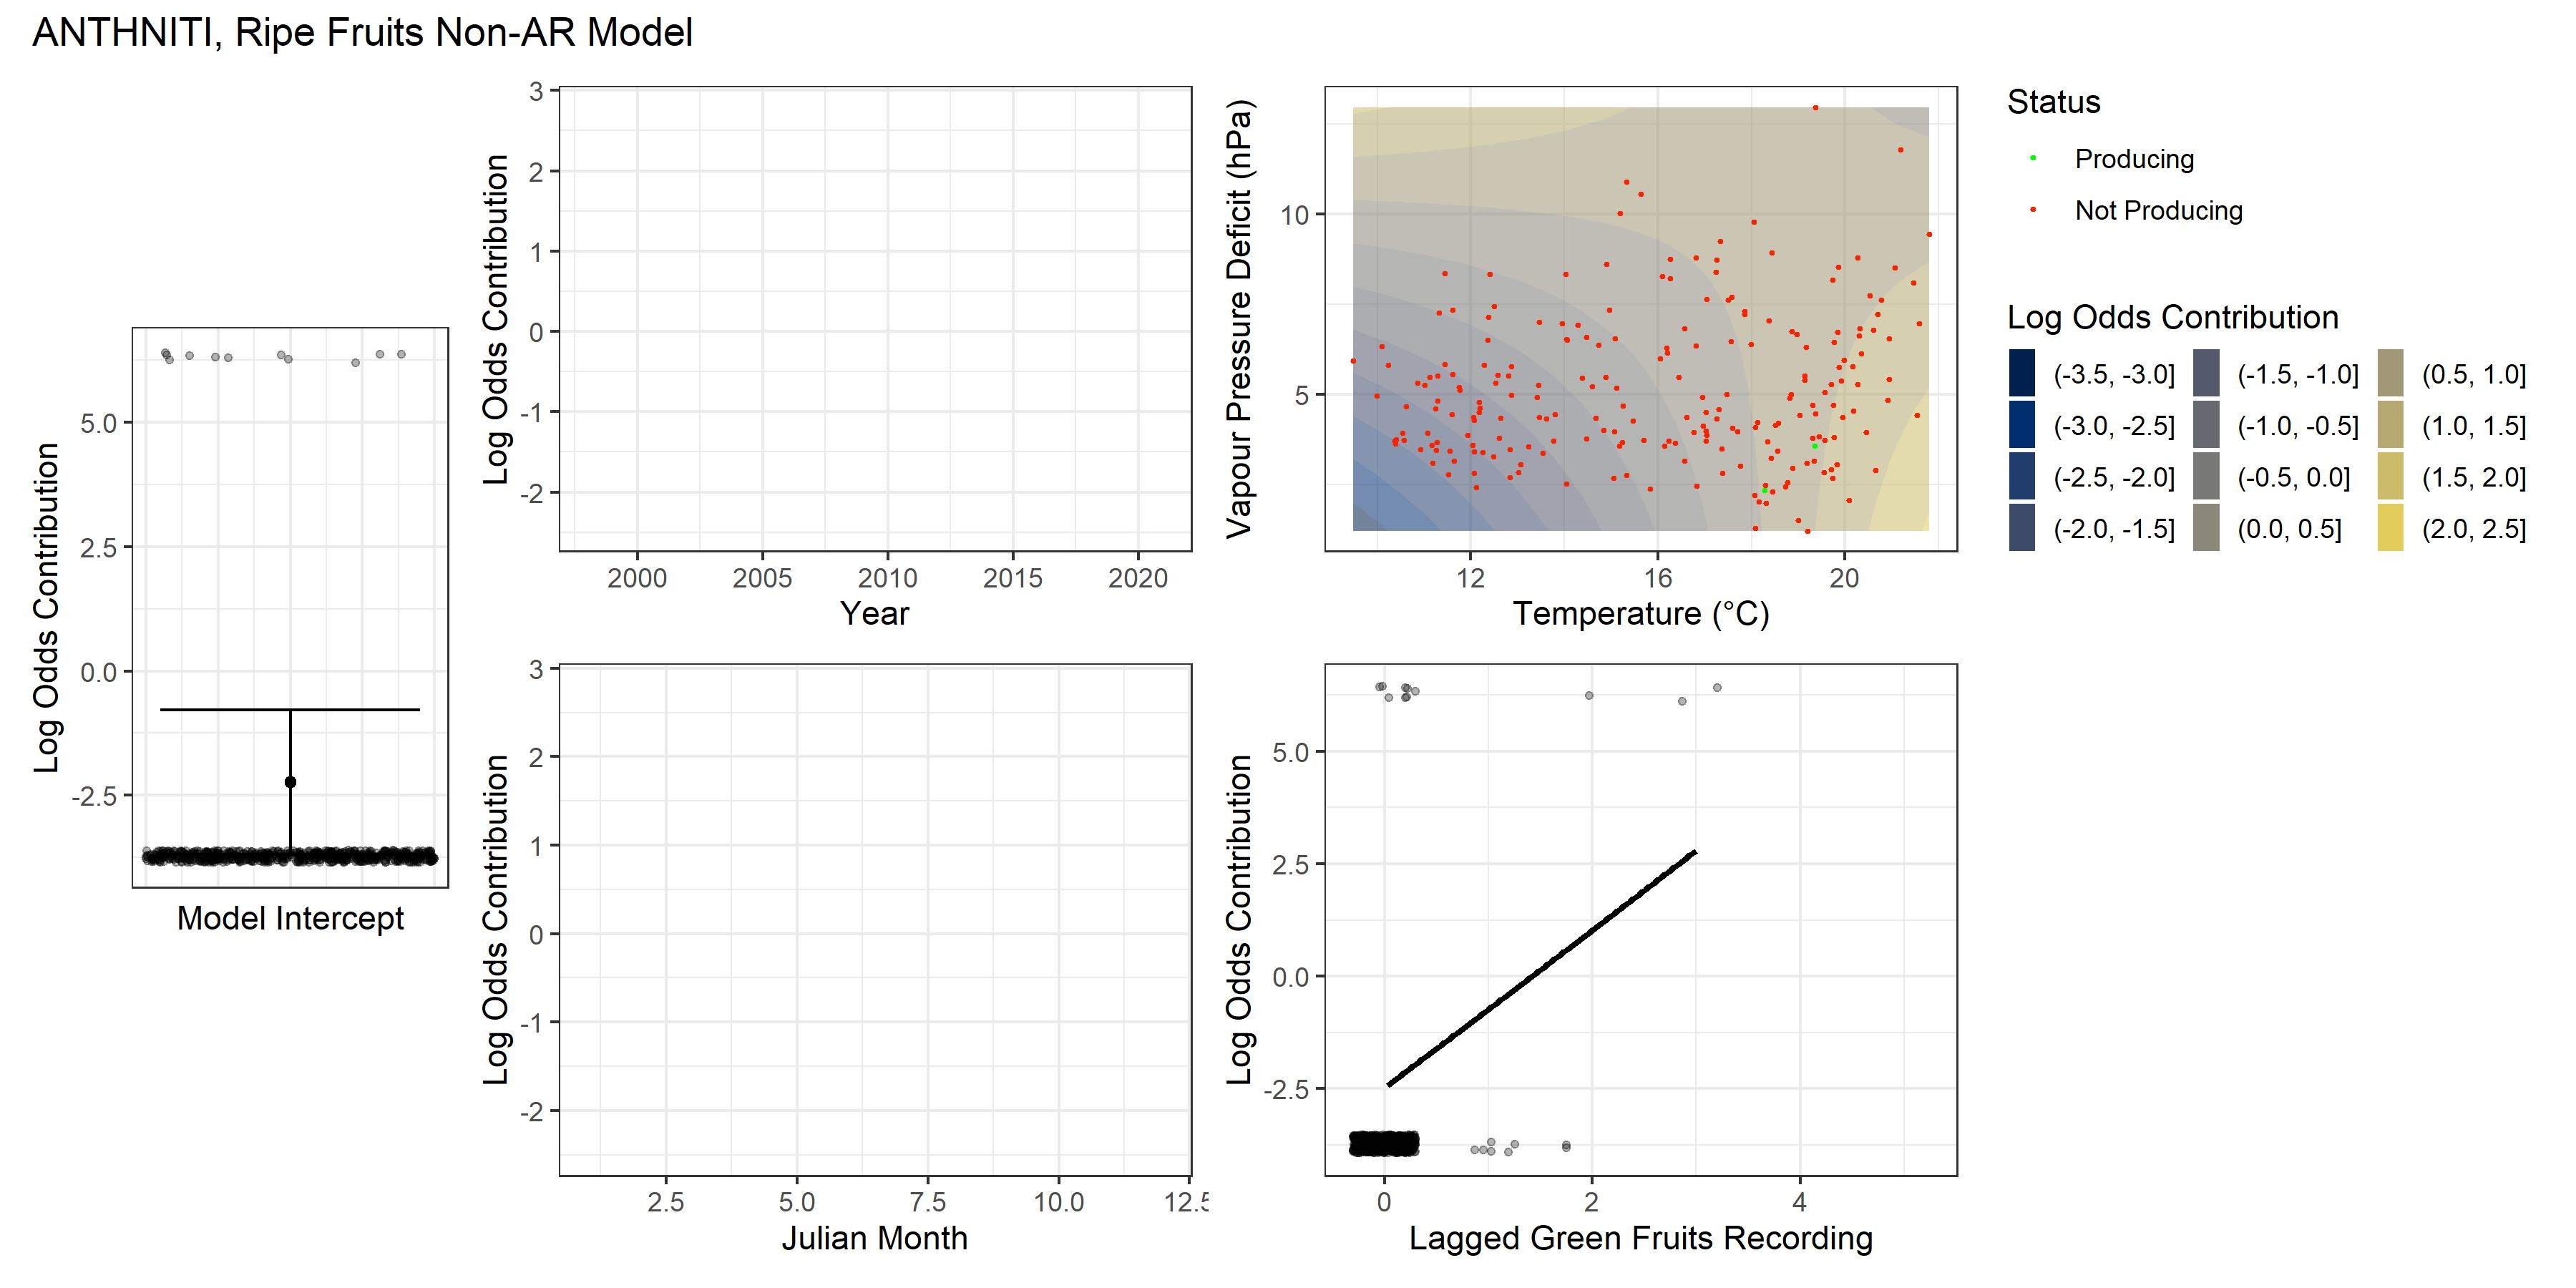 ANTHNITI, Ripe Fruits Non-AR Model
Log Odds Contribution
5.0
2.5
0.0
-2.5
Model Intercept
Log Odds Contribution
3
2
1
0
-1
-2
2000 2005 2010 2015 2020
Year
Vapour Pressure Deficit (hPa)
10
5
12 16 20
Temperature (°C)
Status
Producing
Not Producing
Log Odds Contribution
(-3.5, -3.0] (-1.5, -1.0] (0.5, 1.0]
(-3.0, -2.5] (-1.0, -0.5] (1.0, 1.5]
(-2.5, -2.0] (-0.5, 0.0] (1.5, 2.0]
(-2.0, -1.5] (0.0, 0.5] (2.0, 2.5]
Log Odds Contribution
3
2
1
0
-1
-2
2.5 5.0 7.5 10.0 12.5
Julian Month
Log Odds Contribution
5.0
2.5
0.0
-2.5
0 2 4
Lagged Green Fruits Recording